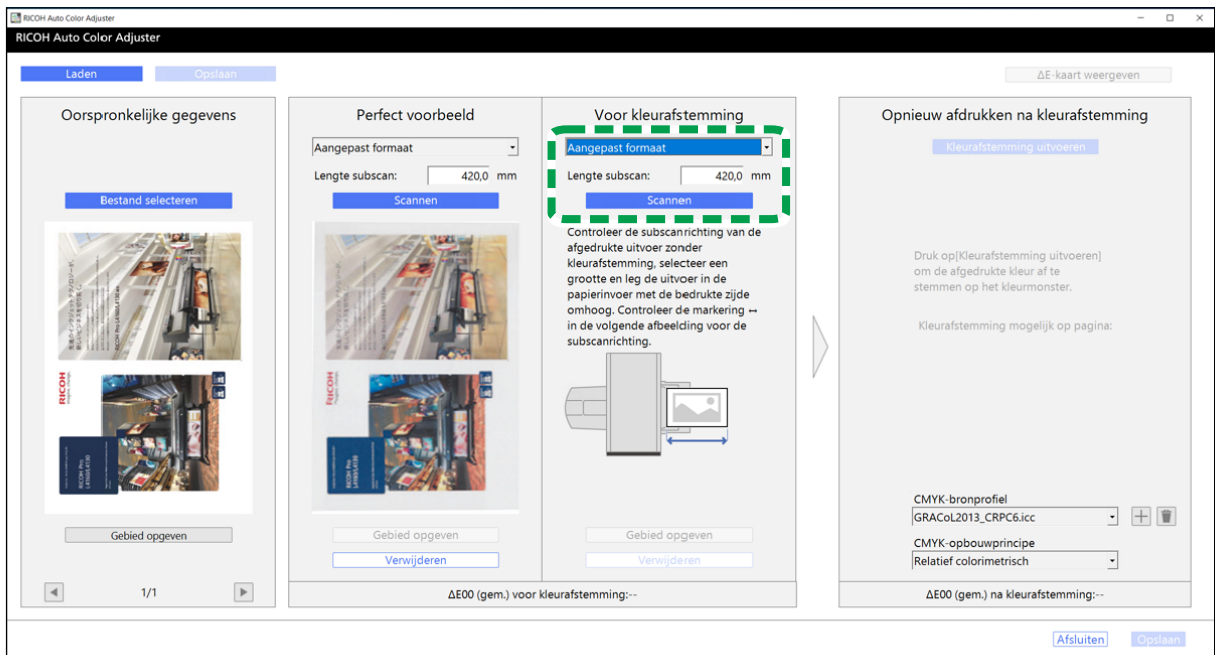 RICOH Auto Color Adjuster
RICOH Auto Color Adjuster
Laden
Opslaan
ΔE-kaart weergeven
Oorspronkelijke gegevens
Bestand selecteren
RICOH
Gebied opgeven
1/1
Perfect voorbeeld
Aangepast formaat
Lengte subscan: 420,0 mm
Scannen
RICOH
Gebied opgeven
Verwijderen
Voor kleurafstemming
Aangepast formaat
Lengte subscan: 420,0 mm
Scannen
Controleer de subscanrichting van de
afgedrukte uitvoer zonder
kleurafstemming, selecteer een
grootte en leg de uitvoer in de
papierinvoer met de bedrukte zijde
omhoog. Controleer de markering ↔
in de volgende afbeelding voor de
subscanrichting.
Gebied opgeven
Verwijderen
ΔE00 (gem.) voor kleurafstemming:--
Opnieuw afdrukken na kleurafstemming
Kleurafstemming uitvoeren
Druk op[Kleurafstemming uitvoeren]
om de afgedrukte kleur af te
stemmen op het kleurmonster.
Kleurafstemming mogelijk op pagina:
CMYK-bronprofiel
GRACoL2013_CRPC6.icc
CMYK-opbouwprincipe
Relatief colorimetrisch
ΔE00 (gem.) na kleurafstemming:--
Afsluiten
Opslaan